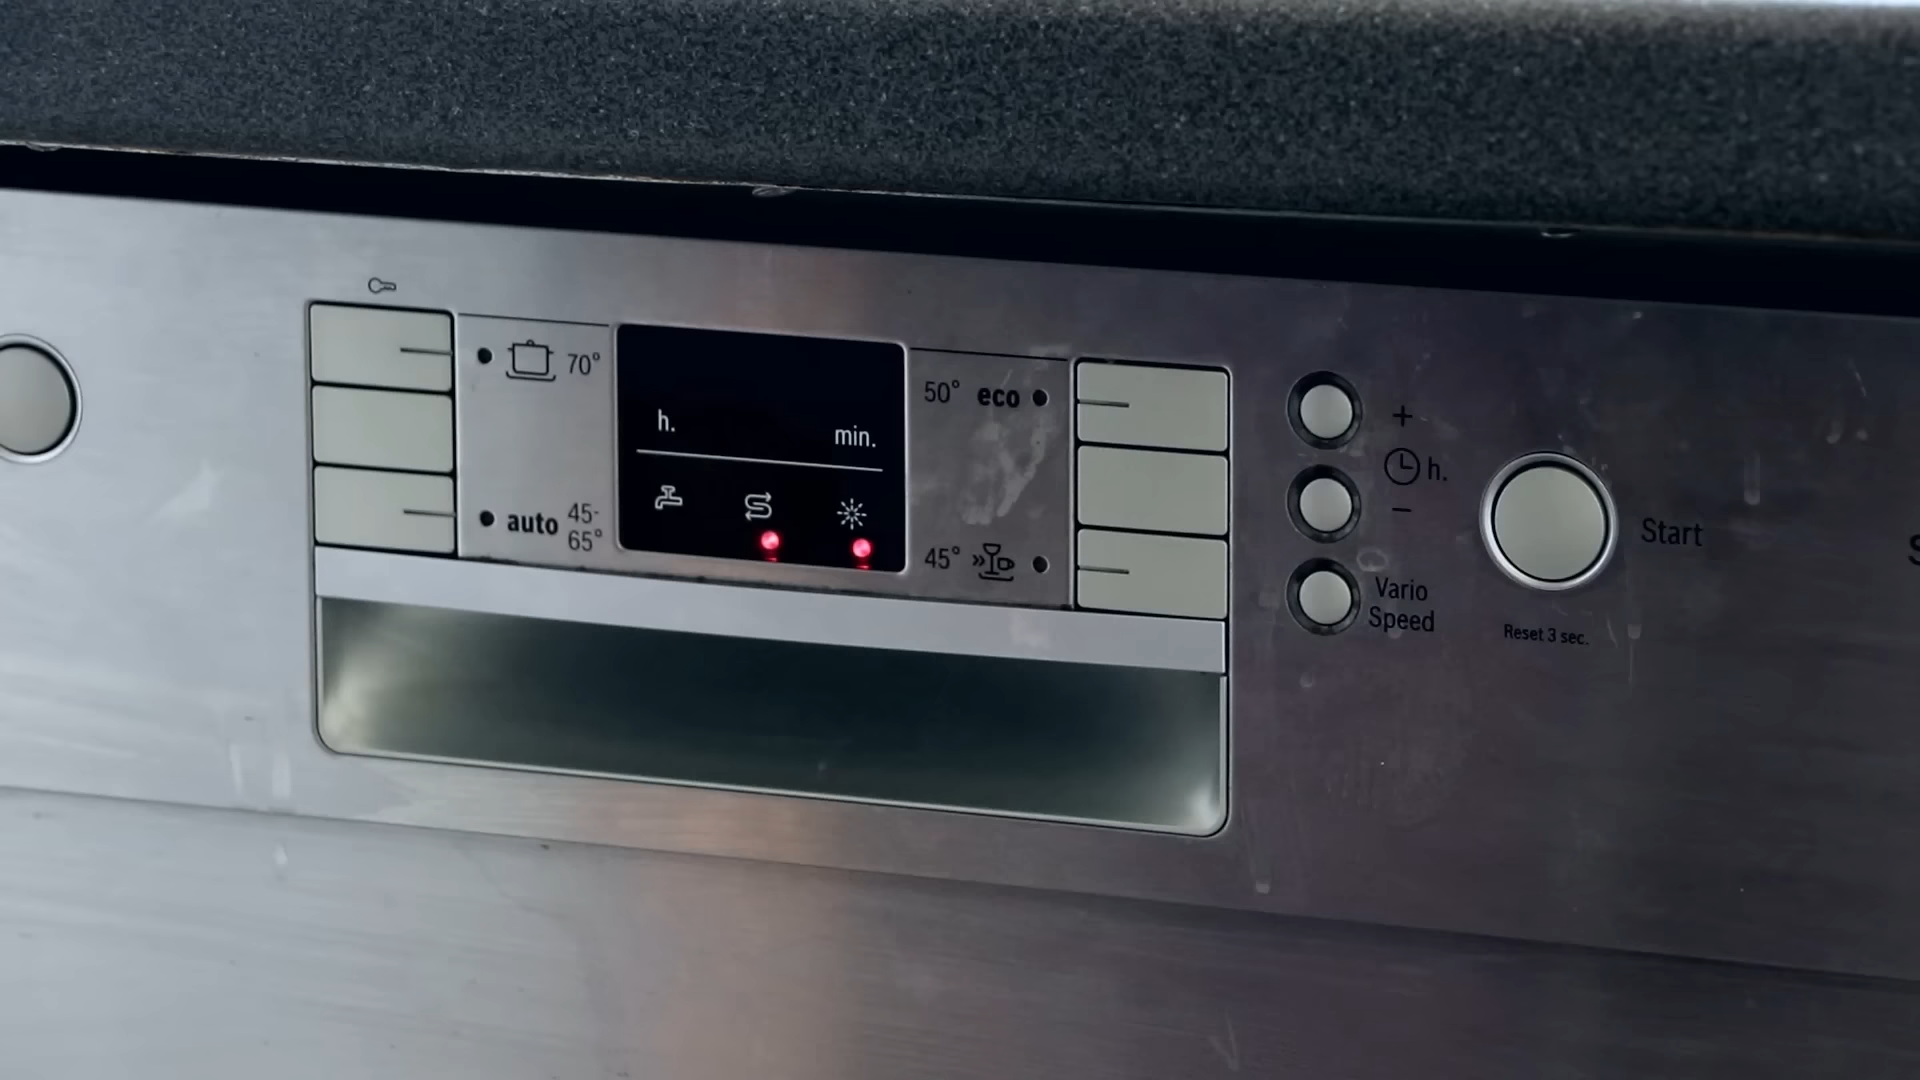 70°
auto 45-
65°
h. min.
50° eco
45°
+
h.
−
Vario
Speed
Start
Reset 3 sec.
S